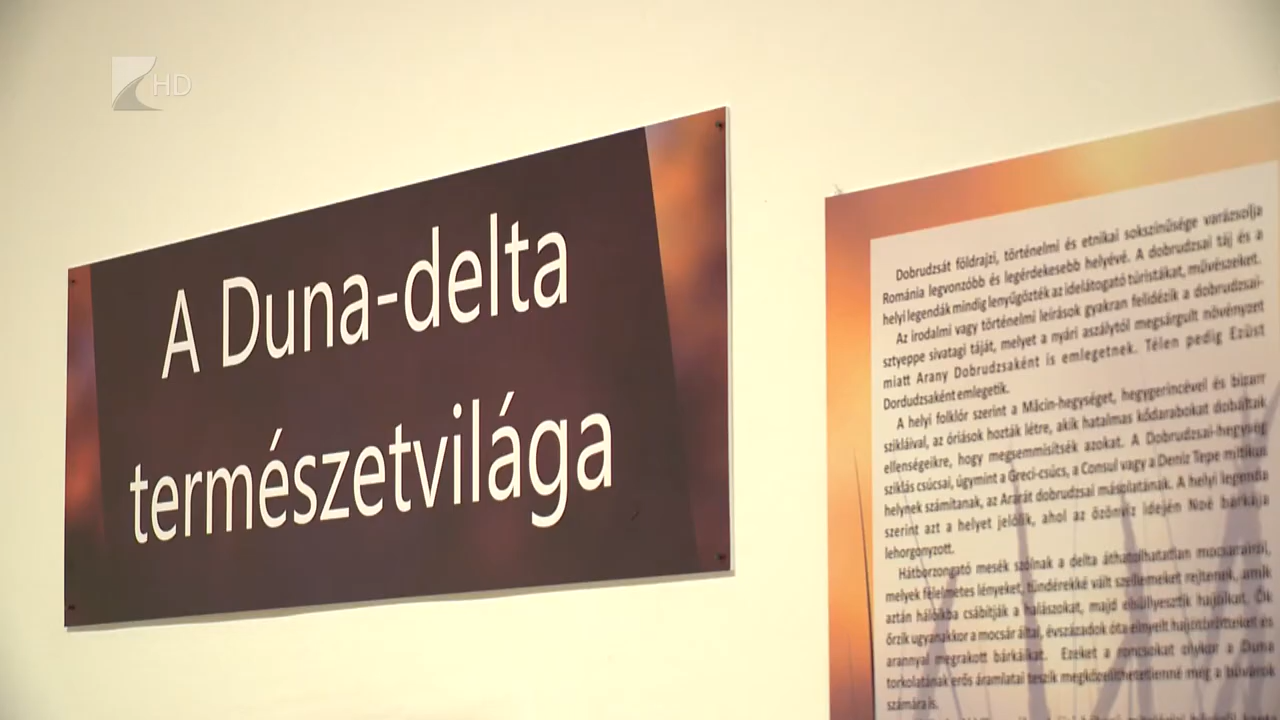 HD
A Duna-delta
természetvilága
Dobrudzsát földrajzi, történelmi és etnikai sokszínűsége varázsolja
Románia legvonzóbb és legérdekesebb helyévé. A dobrudzsai táj és a
helyi legendák mindig lenyűgözték az idelátogató túristákat, művészeket.
Az irodalmi vagy történelmi leírások gyakran felidézik a dobrudzsai-
sztyeppe sivatagi táját, melyet a nyári aszálytól megsárgult növényzet
miatt Arany Dobrudzsaként is emlegetnek. Télen pedig Ezüst
Dordudzsaként emlegetik.
A helyi folklór szerint a Măcin-hegységet, hegygerincével és bizarr
szikláival, az óriások hozták létre, akik hatalmas kődarabokat dobáltak
ellenségeikre, hogy megsemmisítsék azokat. A Dobrudzsai-hegység
sziklás csúcsai, úgymint a Greci-csúcs, a Consul vagy a Deniz Tepe mitikus
helynek számítanak, az Ararát dobrudzsai másolatának. A helyi legenda
szerint azt a helyet jelölik, ahol az özönvíz idején Noé bárkája
lehorgonyzott.
Hátborzongató mesék szólnak a delta áthatolhatatlan mocsarairól,
melyek félelmetes lényeket, tündérekké vált szellemeket rejtenek, amik
aztán hálóikba csábítják a halászokat, majd elsüllyesztik hajóikat. Ők
őrzik ugyanakkor a mocsár által, évszázadok óta elnyelt hajótörötteket és
arannyal megrakott bárkáikat. Ezeket a roncsokat olykor a Duna
torkolatának erős áramlatai teszik megközelíthetetlenné még a búvárok
számára is.